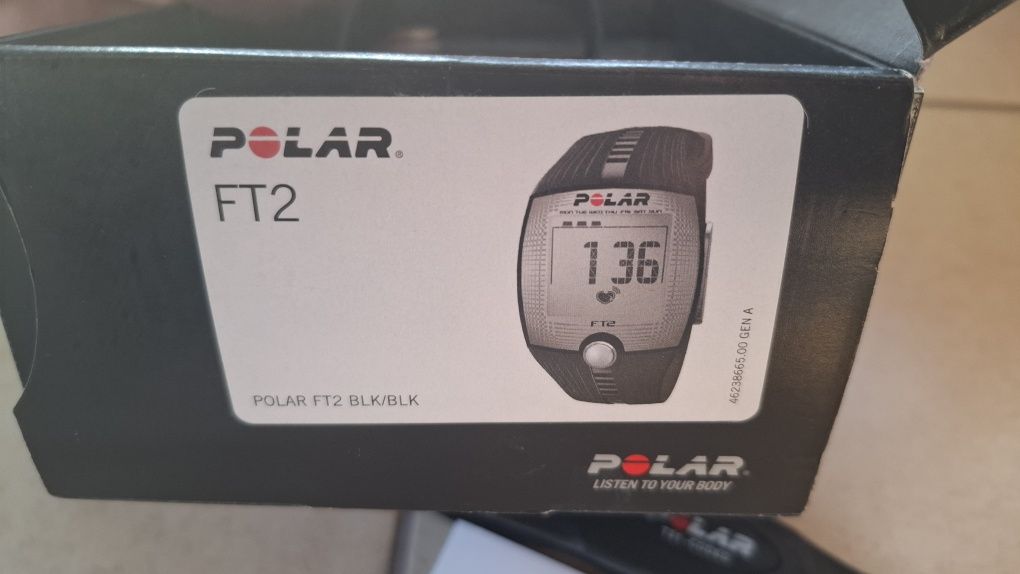 POLAR®
FT2
POLAR
MON TUE WED THU FRI SAT SUN
136
FT2
POLAR FT2 BLK/BLK
46238665.00 GEN A
POLAR®
LISTEN TO YOUR BODY
POLAR